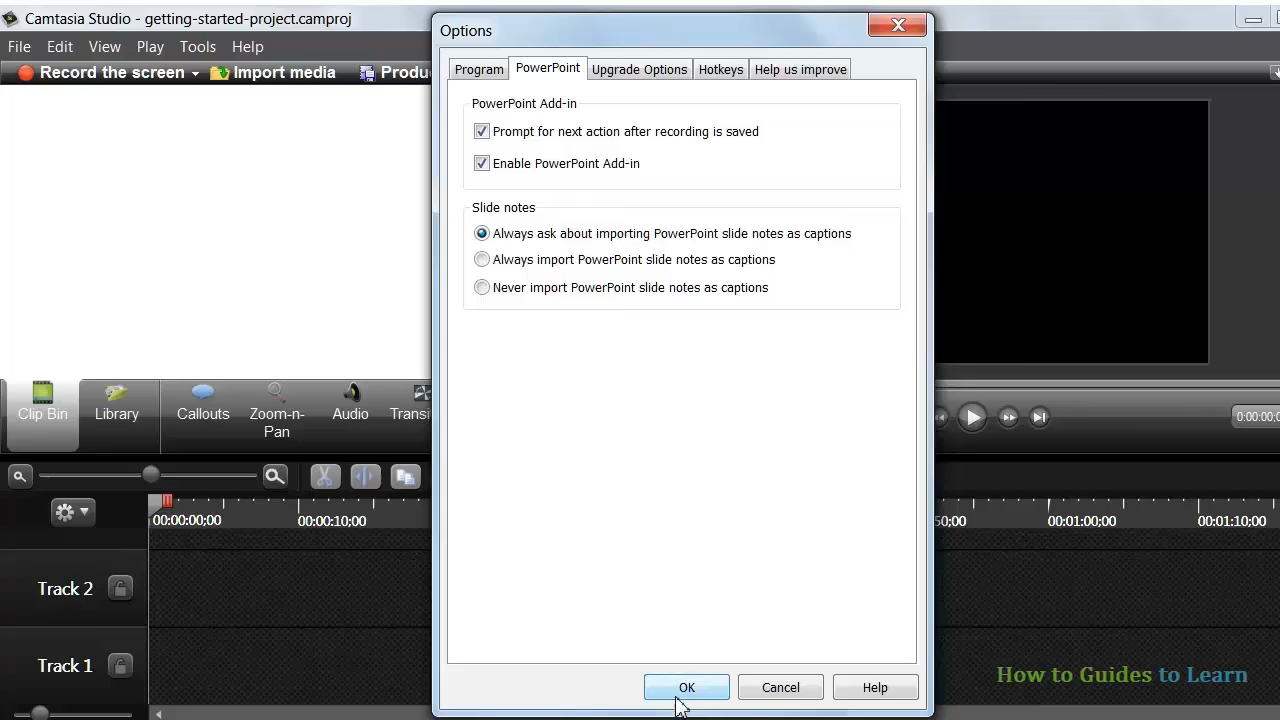 Camtasia Studio - getting-started-project.camproj
File Edit View Play Tools Help
Record the screen Import media Produ
Options
Program PowerPoint Upgrade Options Hotkeys Help us improve
PowerPoint Add-in
Prompt for next action after recording is saved
Enable PowerPoint Add-in
Slide notes
Always ask about importing PowerPoint slide notes as captions
Always import PowerPoint slide notes as captions
Never import PowerPoint slide notes as captions
Clip Bin Library Callouts Zoom-n-Pan Audio Transi
0:00:00;0
00:00:00;00 00:00:10;00 50;00 00:01:00;00 00:01:10;00
Track 2
Track 1
OK Cancel Help
How to Guides to Learn